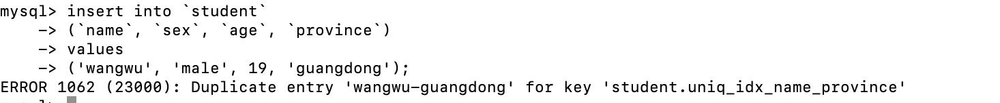 mysql> insert into `student`
    -> (`name`, `sex`, `age`, `province`)
    -> values
    -> ('wangwu', 'male', 19, 'guangdong');
ERROR 1062 (23000): Duplicate entry 'wangwu-guangdong' for key 'student.uniq_idx_name_province'